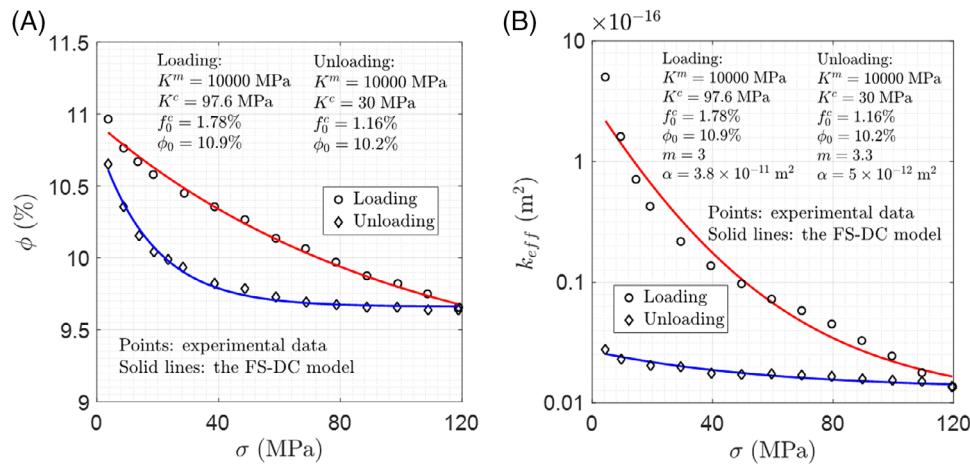 (A)
11.5
11
10.5
10
9.5
9
ϕ (%)
0 40 80 120
σ (MPa)
Loading:
K^m = 10000 MPa
K^c = 97.6 MPa
f_0^c = 1.78%
ϕ_0 = 10.9%
Unloading:
K^m = 10000 MPa
K^c = 30 MPa
f_0^c = 1.16%
ϕ_0 = 10.2%
Loading
Unloading
Points: experimental data
Solid lines: the FS-DC model
(B)
×10^-16
10
1
0.1
0.01
k_eff (m²)
0 40 80 120
σ (MPa)
Loading:
K^m = 10000 MPa
K^c = 97.6 MPa
f_0^c = 1.78%
ϕ_0 = 10.9%
m = 3
α = 3.8 × 10^-11 m²
Unloading:
K^m = 10000 MPa
K^c = 30 MPa
f_0^c = 1.16%
ϕ_0 = 10.2%
m = 3.3
α = 5 × 10^-12 m²
Points: experimental data
Solid lines: the FS-DC model
Loading
Unloading